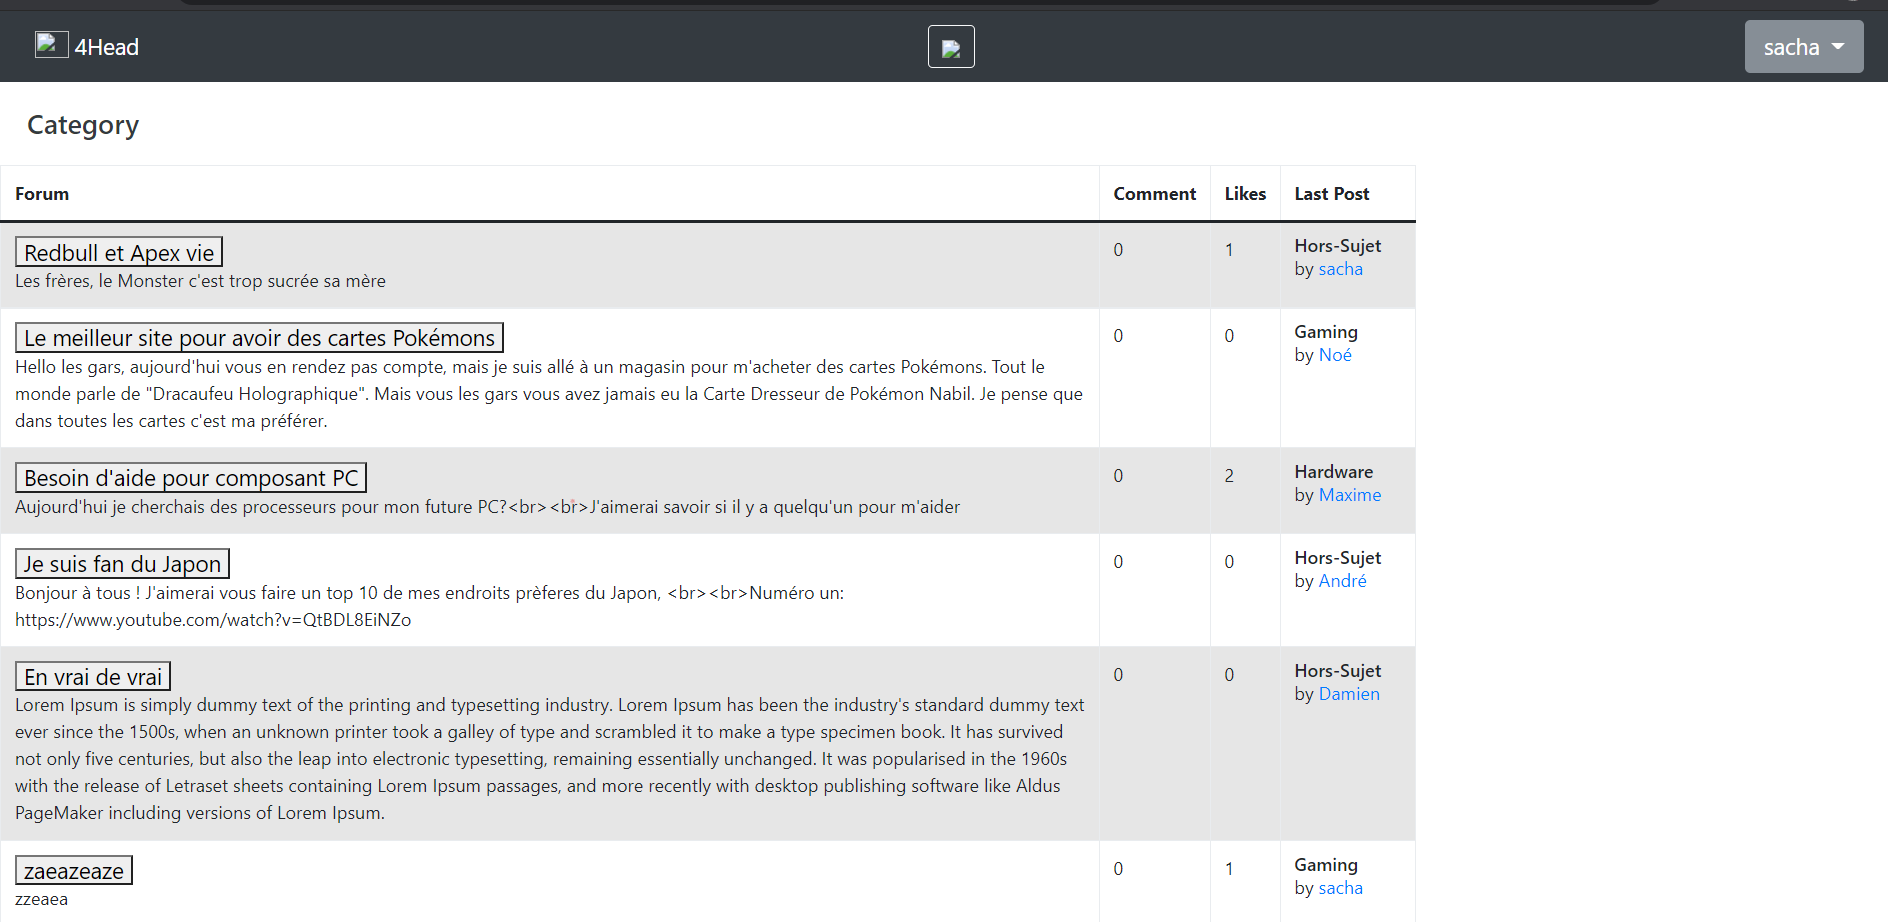 4Head
sacha
Category
Forum Comment Likes Last Post
Redbull et Apex vie 0 1 Hors-Sujet
Les frères, le Monster c'est trop sucrée sa mère by sacha
Le meilleur site pour avoir des cartes Pokémons 0 0 Gaming
Hello les gars, aujourd'hui vous en rendez pas compte, mais je suis allé à un magasin pour m'acheter des cartes Pokémons. Tout le by Noé
monde parle de "Dracaufeu Holographique". Mais vous les gars vous avez jamais eu la Carte Dresseur de Pokémon Nabil. Je pense que
dans toutes les cartes c'est ma préférer.
Besoin d'aide pour composant PC 0 2 Hardware
Aujourd'hui je cherchais des processeurs pour mon future PC?<br><br>J'aimerai savoir si il y a quelqu'un pour m'aider by Maxime
Je suis fan du Japon 0 0 Hors-Sujet
Bonjour à tous ! J'aimerai vous faire un top 10 de mes endroits prèferes du Japon, <br><br>Numéro un: by André
https://www.youtube.com/watch?v=QtBDL8EiNZo
En vrai de vrai 0 0 Hors-Sujet
Lorem Ipsum is simply dummy text of the printing and typesetting industry. Lorem Ipsum has been the industry's standard dummy text by Damien
ever since the 1500s, when an unknown printer took a galley of type and scrambled it to make a type specimen book. It has survived
not only five centuries, but also the leap into electronic typesetting, remaining essentially unchanged. It was popularised in the 1960s
with the release of Letraset sheets containing Lorem Ipsum passages, and more recently with desktop publishing software like Aldus
PageMaker including versions of Lorem Ipsum.
zaeazeaze 0 1 Gaming
zzeaea by sacha